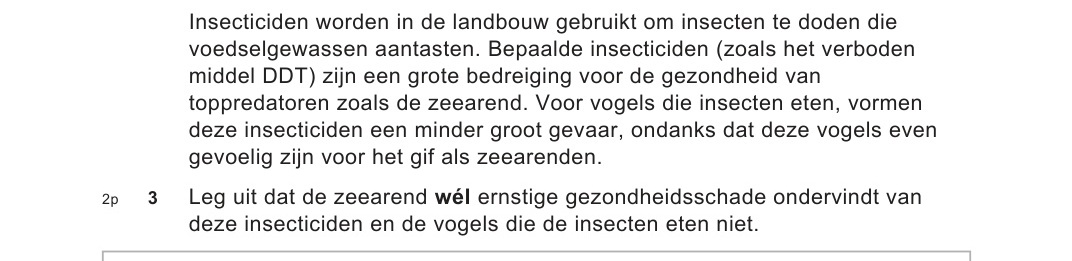 Insecticiden worden in de landbouw gebruikt om insecten te doden die
voedselgewassen aantasten. Bepaalde insecticiden (zoals het verboden
middel DDT) zijn een grote bedreiging voor de gezondheid van
toppredatoren zoals de zeearend. Voor vogels die insecten eten, vormen
deze insecticiden een minder groot gevaar, ondanks dat deze vogels even
gevoelig zijn voor het gif als zeearenden.
2p 3 Leg uit dat de zeearend wél ernstige gezondheidsschade ondervindt van
deze insecticiden en de vogels die de insecten eten niet.